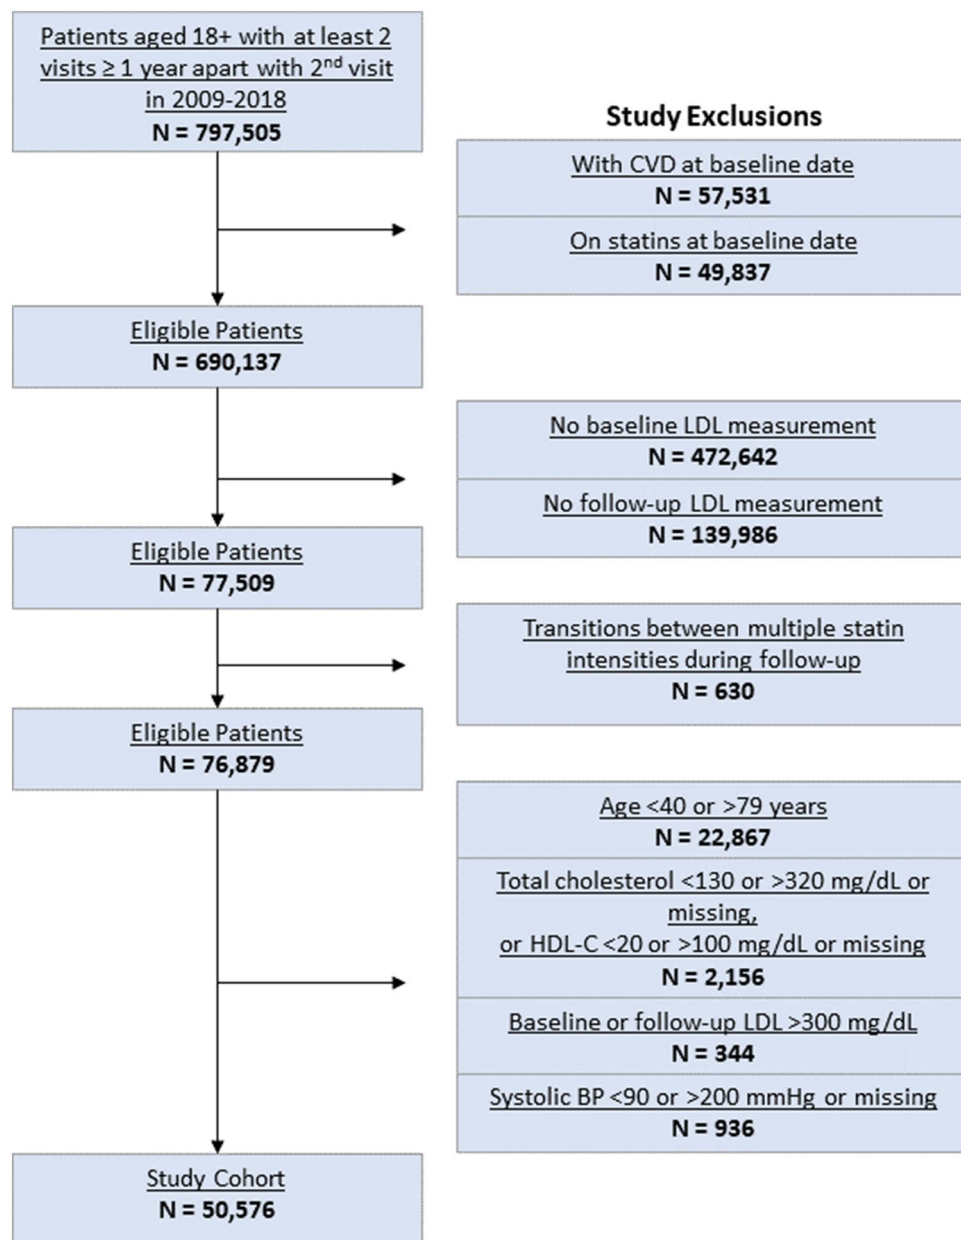 Patients aged 18+ with at least 2
visits ≥ 1 year apart with 2nd visit
in 2009-2018
N = 797,505
Study Exclusions
With CVD at baseline date
N = 57,531
On statins at baseline date
N = 49,837
Eligible Patients
N = 690,137
No baseline LDL measurement
N = 472,642
No follow-up LDL measurement
N = 139,986
Eligible Patients
N = 77,509
Transitions between multiple statin
intensities during follow-up
N = 630
Eligible Patients
N = 76,879
Age <40 or >79 years
N = 22,867
Total cholesterol <130 or >320 mg/dL or
missing,
or HDL-C <20 or >100 mg/dL or missing
N = 2,156
Baseline or follow-up LDL >300 mg/dL
N = 344
Systolic BP <90 or >200 mmHg or missing
N = 936
Study Cohort
N = 50,576